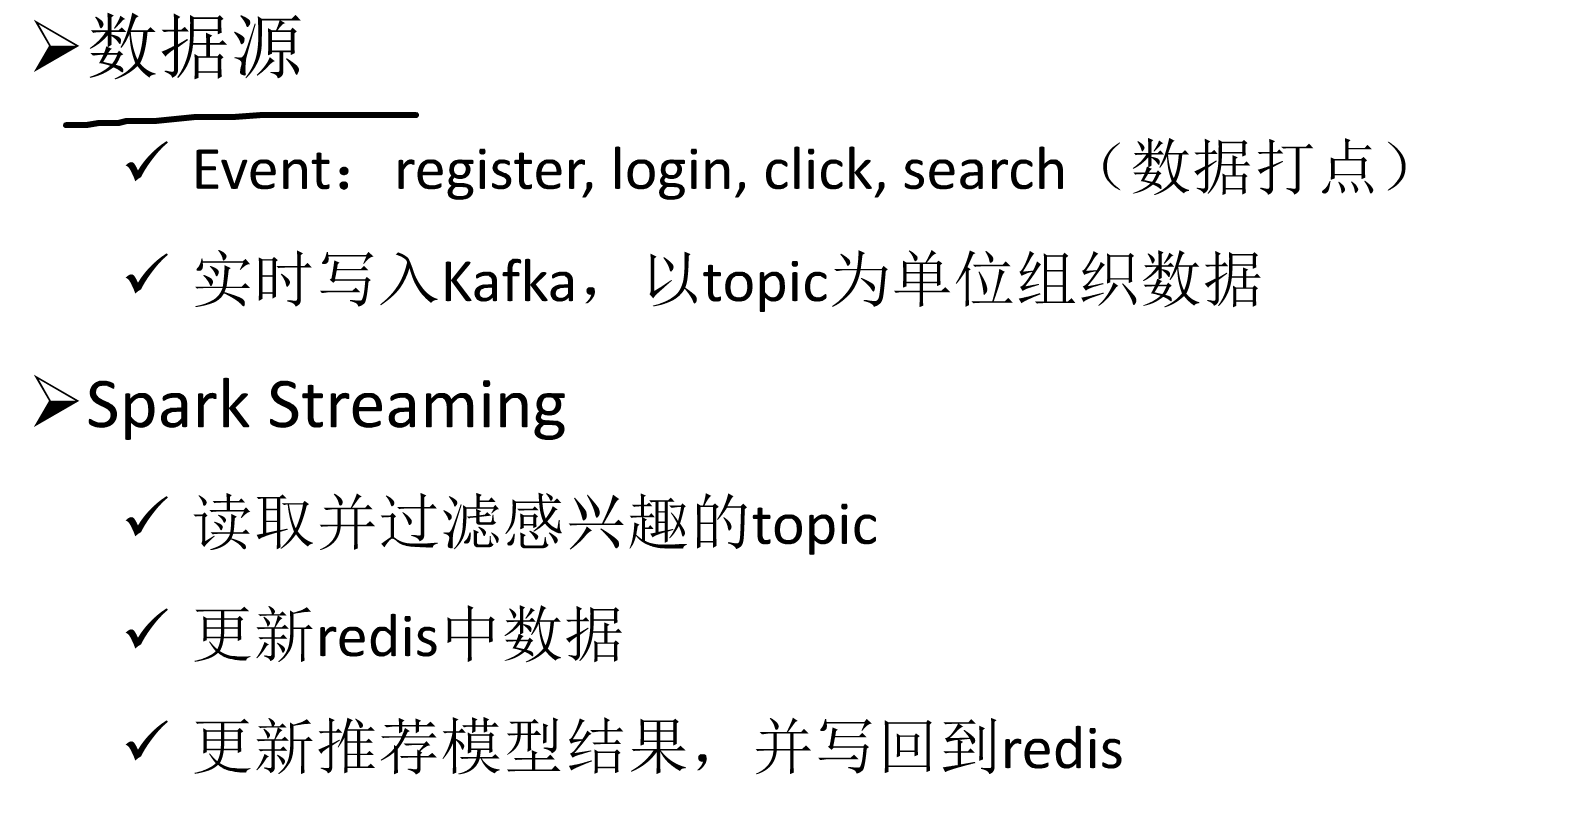 ➢数据源
✓ Event：register, login, click, search（数据打点）
✓ 实时写入Kafka，以topic为单位组织数据
➢Spark Streaming
✓ 读取并过滤感兴趣的topic
✓ 更新redis中数据
✓ 更新推荐模型结果，并写回到redis